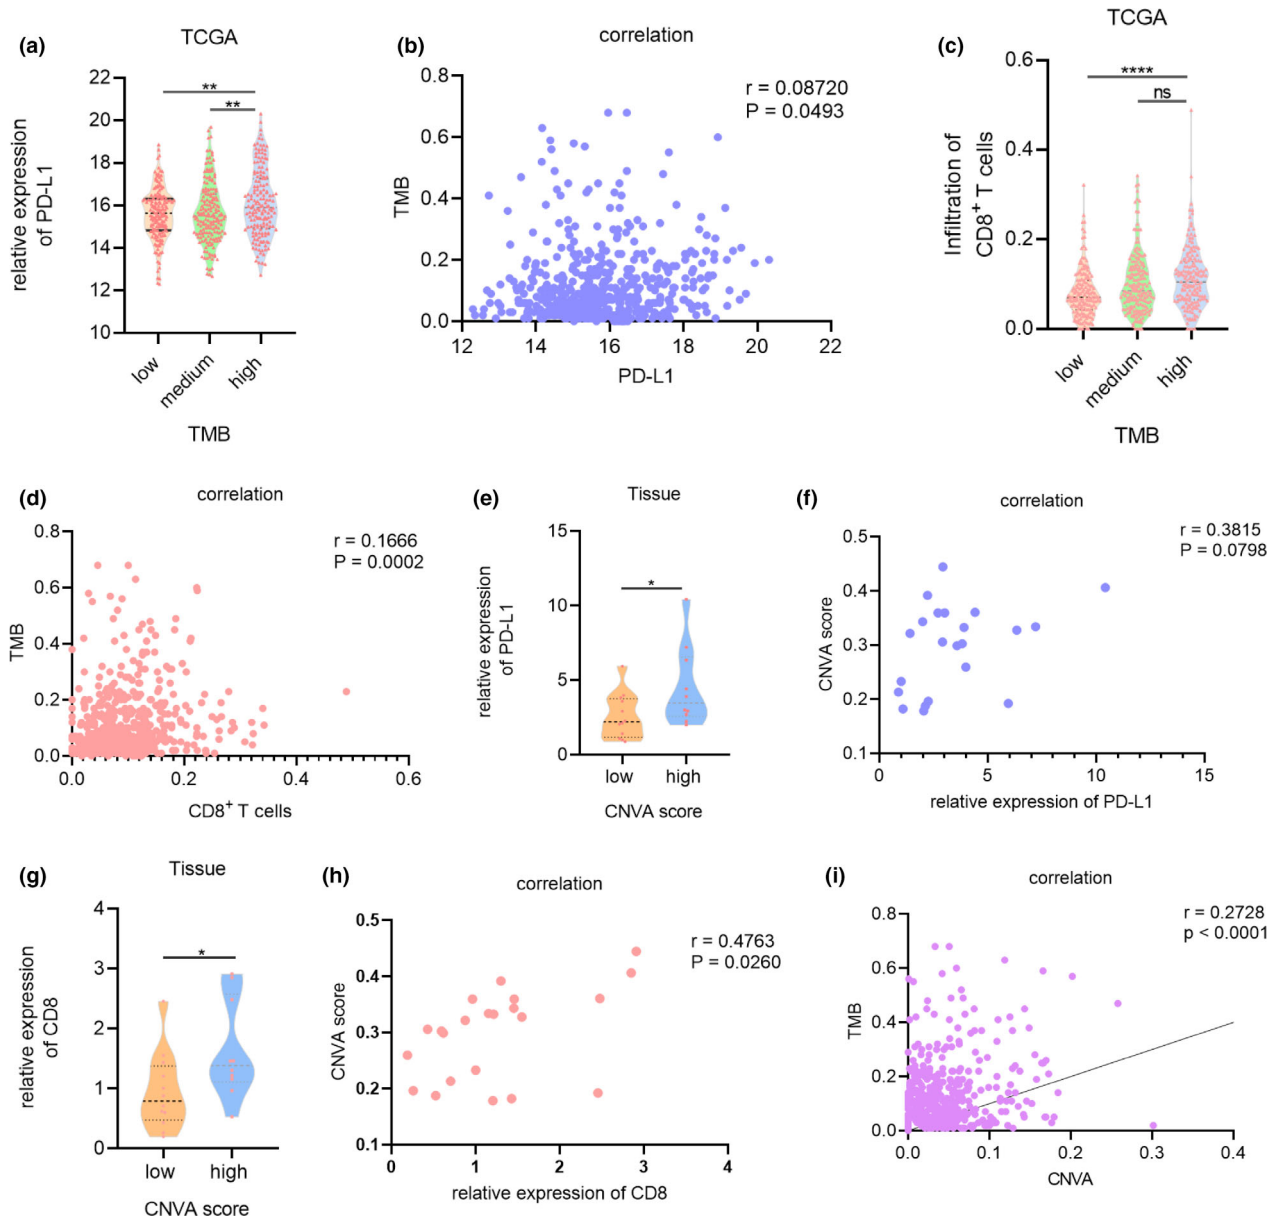 (a)
TCGA
relative expression
of PD-L1
22
20
18
16
14
12
10
**
**
low
medium
high
TMB
(b)
correlation
r = 0.08720
P = 0.0493
TMB
0.8
0.6
0.4
0.2
0.0
12
14
16
18
20
22
PD-L1
(c)
TCGA
Infiltration of
CD8⁺ T cells
0.6
0.4
0.2
0.0
****
ns
low
medium
high
TMB
(d)
correlation
r = 0.1666
P = 0.0002
TMB
0.8
0.6
0.4
0.2
0.0
0.0
0.2
0.4
0.6
CD8⁺ T cells
(e)
Tissue
relative expression
of PD-L1
15
10
5
0
*
low
high
CNVA score
(f)
correlation
r = 0.3815
P = 0.0798
CNVA score
0.5
0.4
0.3
0.2
0.1
0
5
10
15
relative expression of PD-L1
(g)
Tissue
relative expression
of CD8
4
3
2
1
0
*
low
high
CNVA score
(h)
correlation
r = 0.4763
P = 0.0260
CNVA score
0.5
0.4
0.3
0.2
0.1
0
1
2
3
4
relative expression of CD8
(i)
correlation
r = 0.2728
p < 0.0001
TMB
0.8
0.6
0.4
0.2
0.0
0.0
0.1
0.2
0.3
0.4
CNVA